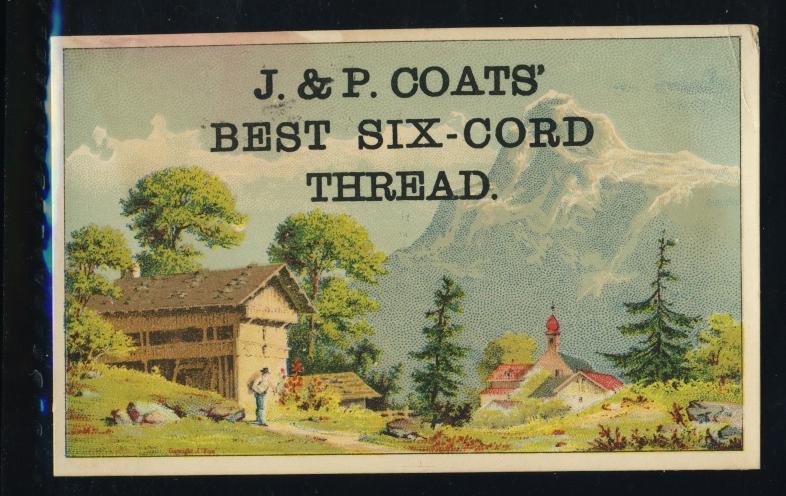 J. & P. COATS'
BEST SIX-CORD
THREAD.